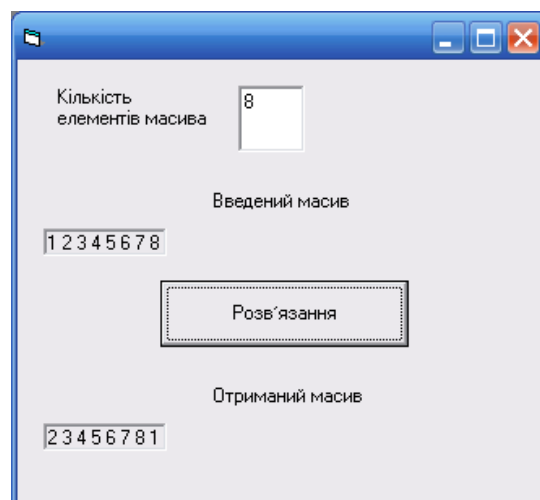 Кількість
елементів масива
8
Введений масив
1 2 3 4 5 6 7 8
Розв´язання
Отриманий масив
2 3 4 5 6 7 8 1